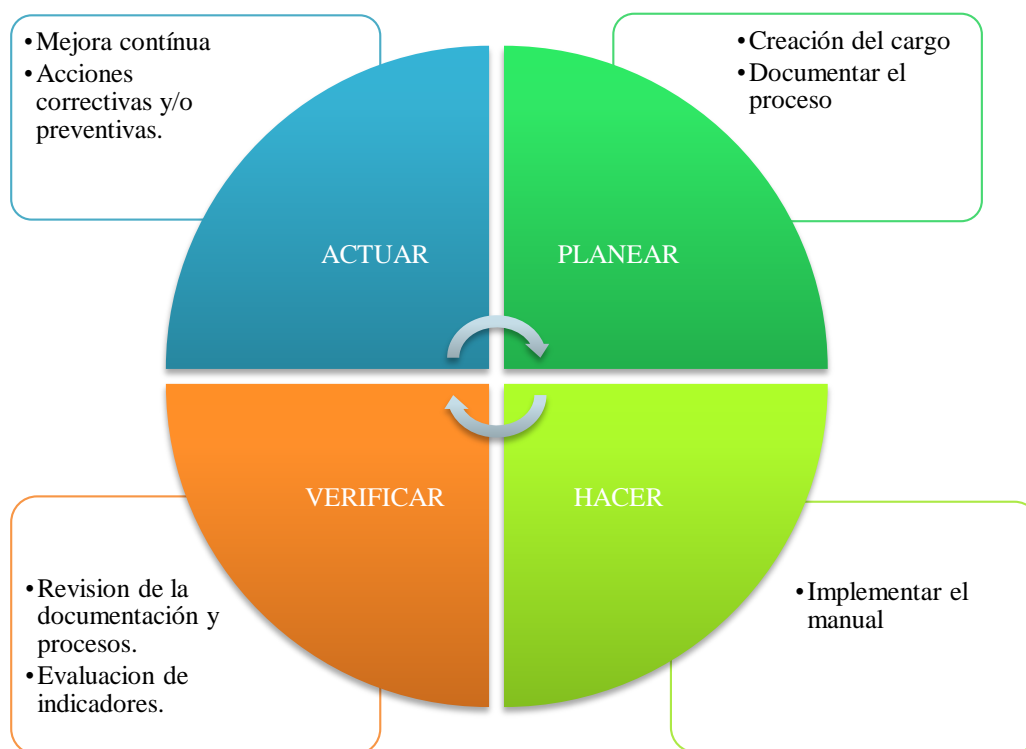 •Mejora contínua
•Acciones
correctivas y/o
preventivas.
•Creación del cargo
•Documentar el
proceso
ACTUAR
PLANEAR
VERIFICAR
HACER
•Revision de la
documentación y
procesos.
•Evaluacion de
indicadores.
•Implementar el
manual